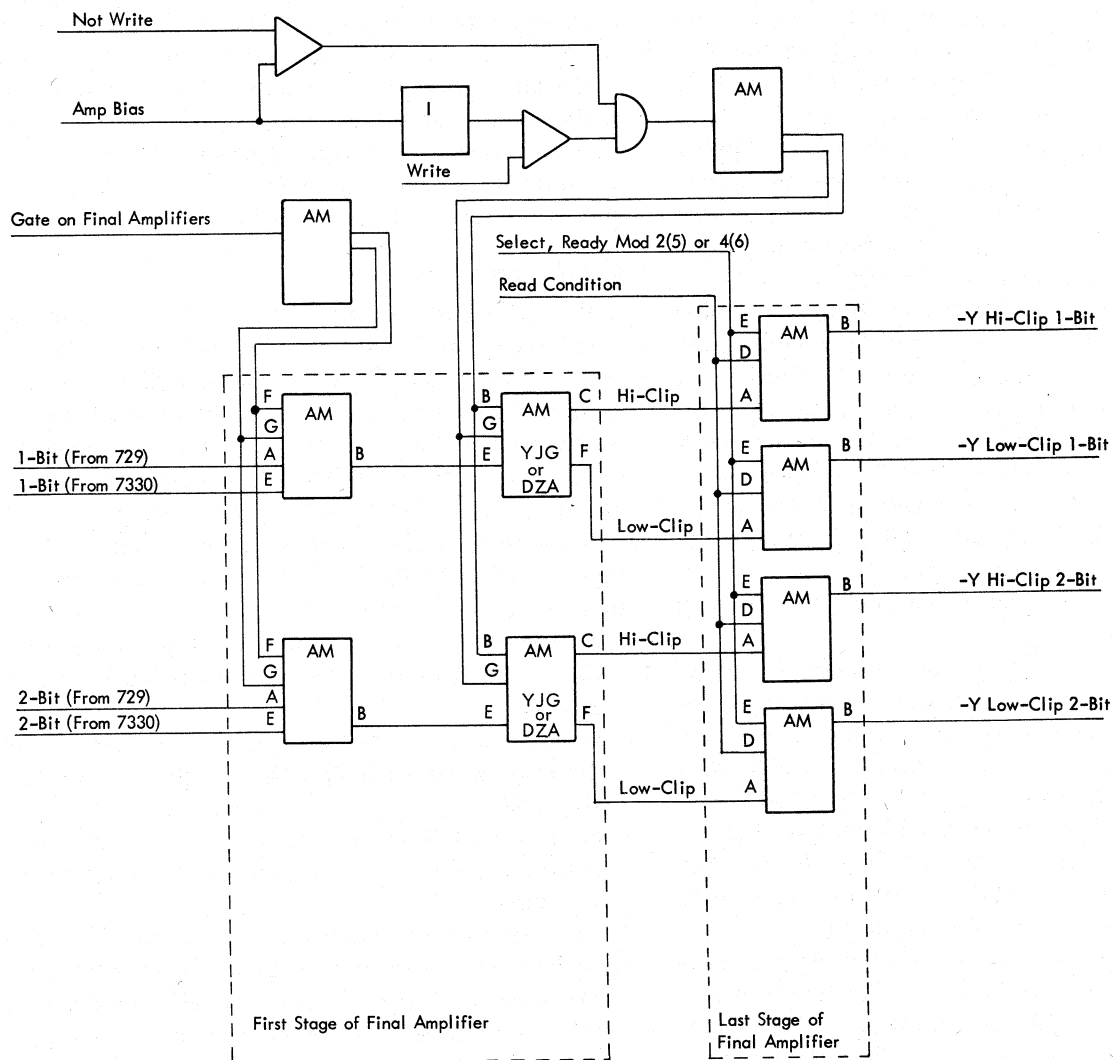 Not Write
Amp Bias
I
Write
AM
Gate on Final Amplifiers
AM
Select, Ready Mod 2(5) or 4(6)
Read Condition
E
D
A
AM
B
-Y Hi-Clip 1-Bit
F
G
A
E
AM
B
1-Bit (From 729)
1-Bit (From 7330)
B
G
E
AM
YJG
or
DZA
C
F
Hi-Clip
Low-Clip
E
D
A
AM
B
-Y Low-Clip 1-Bit
E
D
A
AM
B
-Y Hi-Clip 2-Bit
F
G
A
E
AM
B
2-Bit (From 729)
2-Bit (From 7330)
B
G
E
AM
YJG
or
DZA
C
F
Hi-Clip
Low-Clip
E
D
A
AM
B
-Y Low-Clip 2-Bit
First Stage of Final Amplifier
Last Stage of
Final Amplifier